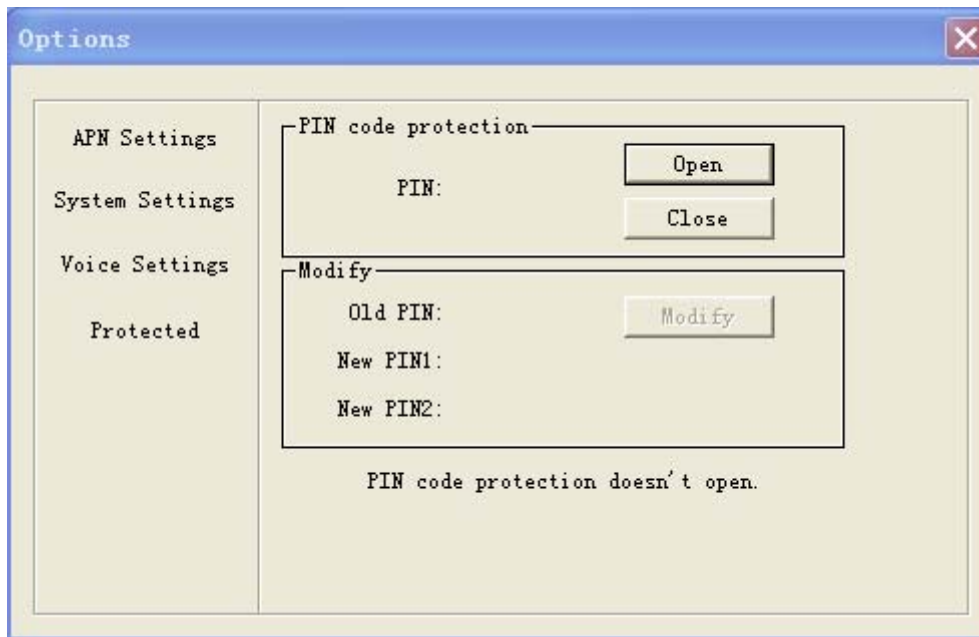 Options
APN Settings
System Settings
Voice Settings
Protected
PIN code protection
PIN:
Open
Close
Modify
Old PIN:
Modify
New PIN1:
New PIN2:
PIN code protection doesn't open.